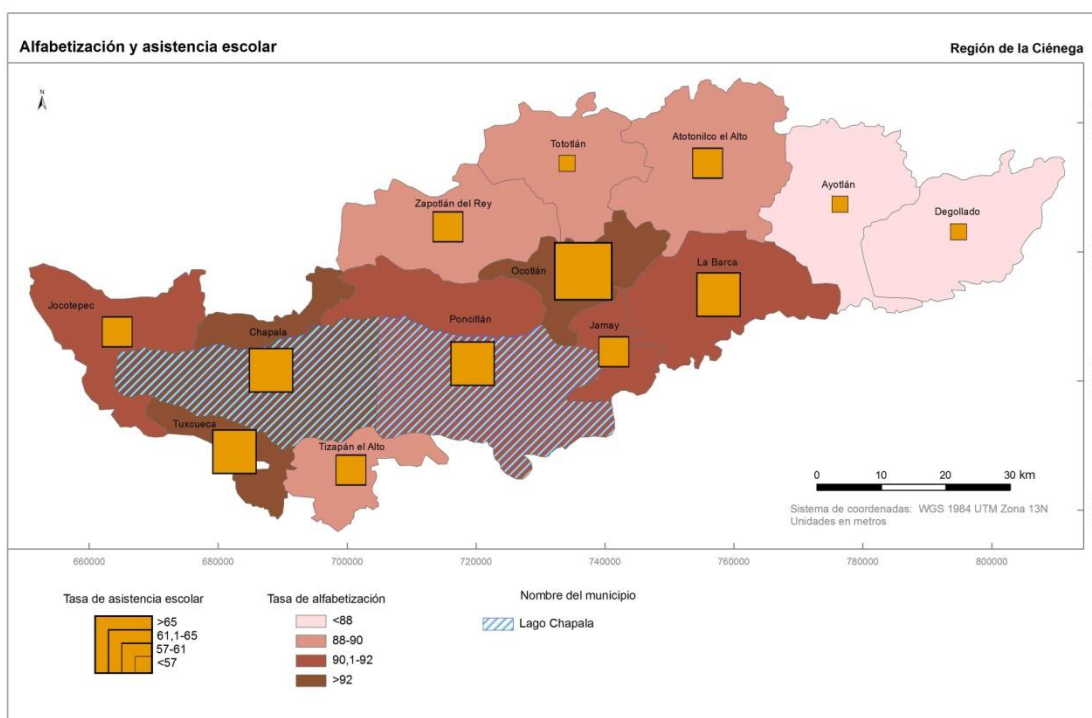 Alfabetización y asistencia escolar
Región de la Ciénega
N
Tototlán
Atotonilco el Alto
Ayotlán
Degollado
Zapotlán del Rey
Ocotlán
La Barca
Jocotepec
Chapala
Poncitlán
Jamay
Tuxcueca
Tizapán el Alto
0 10 20 30 km
Sistema de coordenadas: WGS 1984 UTM Zona 13N
Unidades en metros
660000 680000 700000 720000 740000 760000 780000 800000
Tasa de asistencia escolar
>65
61,1-65
57-61
<57
Tasa de alfabetización
<88
88-90
90,1-92
>92
Nombre del municipio
Lago Chapala